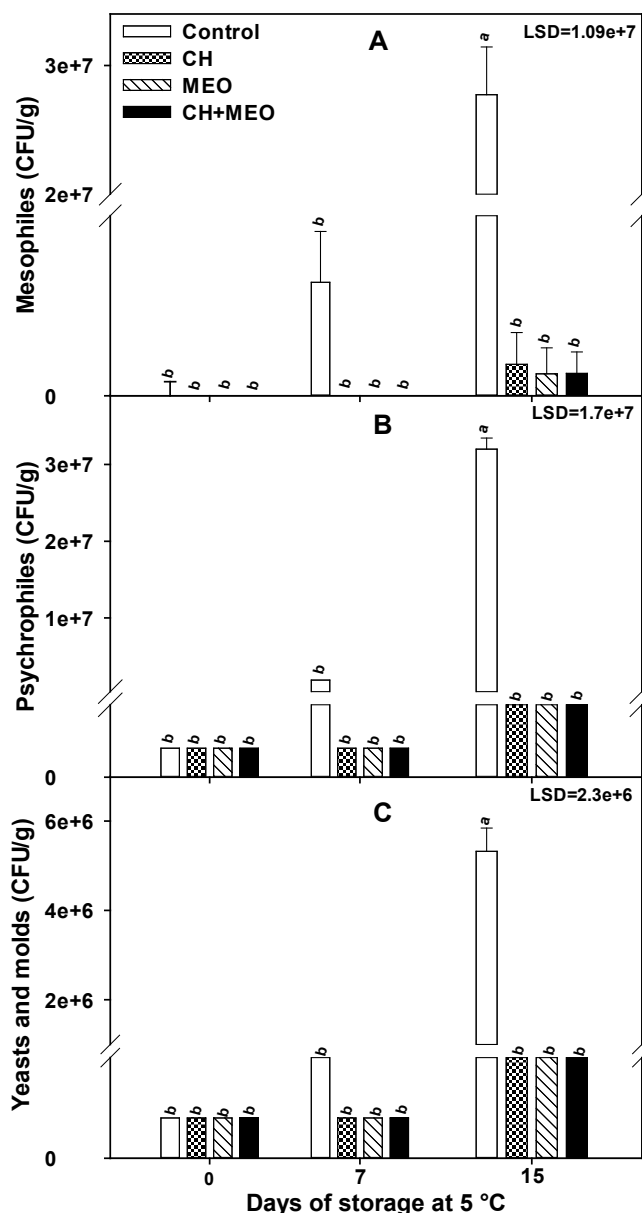 Control
CH
MEO
CH+MEO
A
LSD=1.09e+7
Mesophiles (CFU/g)
3e+7
2e+7
0
b b b b
b b b b
a b b b
B
LSD=1.7e+7
Psychrophiles (CFU/g)
3e+7
2e+7
1e+7
0
b b b b
b b b b
a b b b
C
LSD=2.3e+6
Yeasts and molds (CFU/g)
6e+6
4e+6
2e+6
0
b b b b
b b b b
a b b b
0 7 15
Days of storage at 5 °C